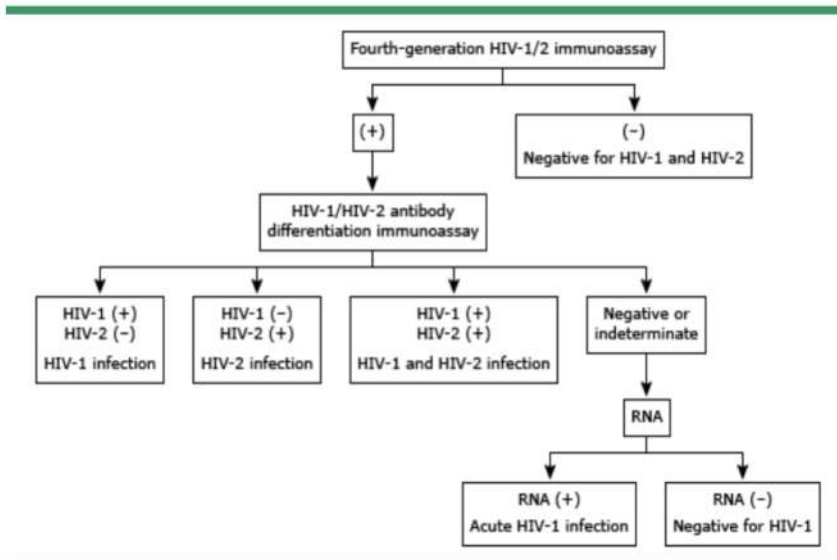 Fourth-generation HIV-1/2 immunoassay
(+)
(−)
Negative for HIV-1 and HIV-2
HIV-1/HIV-2 antibody
differentiation immunoassay
HIV-1 (+)
HIV-2 (−)
HIV-1 infection
HIV-1 (−)
HIV-2 (+)
HIV-2 infection
HIV-1 (+)
HIV-2 (+)
HIV-1 and HIV-2 infection
Negative or
indeterminate
RNA
RNA (+)
Acute HIV-1 infection
RNA (−)
Negative for HIV-1